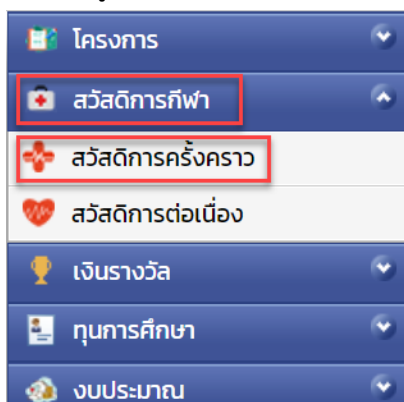 โครงการ
สวัสดิการกีฬา
สวัสดิการครั้งคราว
สวัสดิการต่อเนื่อง
เงินรางวัล
ทุนการศึกษา
งบประมาณ